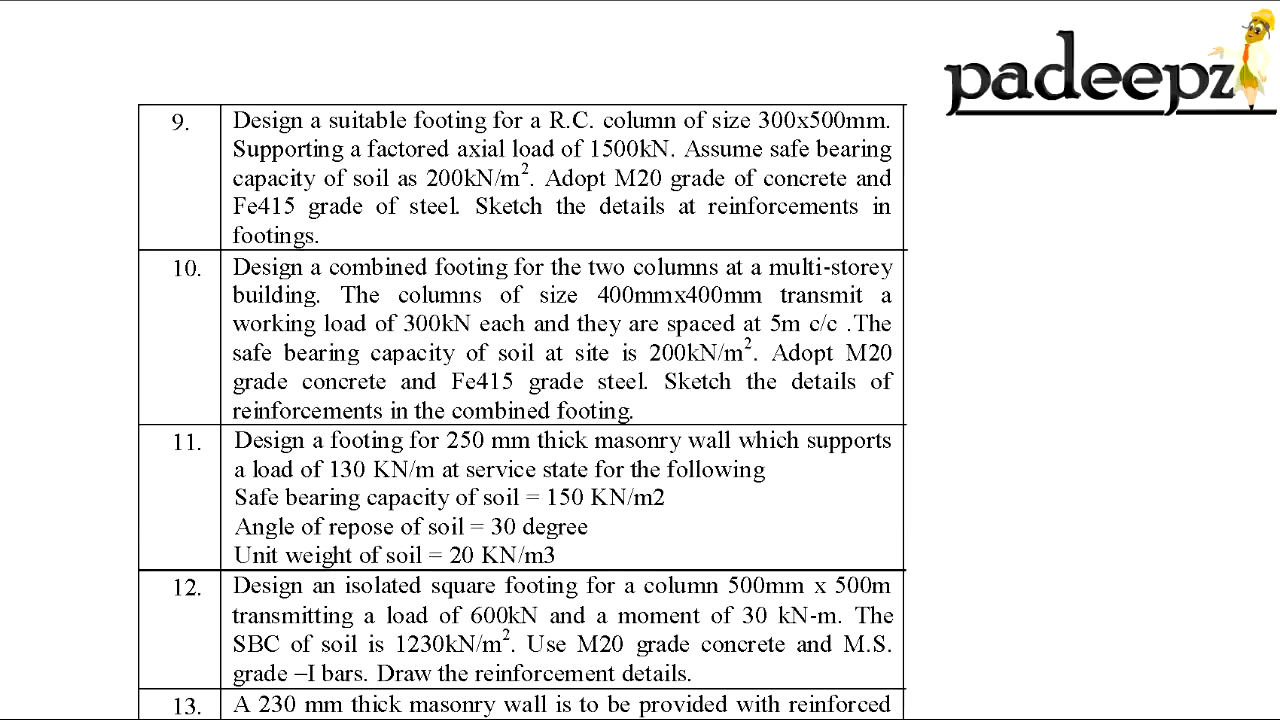 padeepz
9. Design a suitable footing for a R.C. column of size 300x500mm.
Supporting a factored axial load of 1500kN. Assume safe bearing
capacity of soil as 200kN/m². Adopt M20 grade of concrete and
Fe415 grade of steel. Sketch the details at reinforcements in
footings.
10. Design a combined footing for the two columns at a multi-storey
building. The columns of size 400mmx400mm transmit a
working load of 300kN each and they are spaced at 5m c/c .The
safe bearing capacity of soil at site is 200kN/m². Adopt M20
grade concrete and Fe415 grade steel. Sketch the details of
reinforcements in the combined footing.
11. Design a footing for 250 mm thick masonry wall which supports
a load of 130 KN/m at service state for the following
Safe bearing capacity of soil = 150 KN/m2
Angle of repose of soil = 30 degree
Unit weight of soil = 20 KN/m3
12. Design an isolated square footing for a column 500mm x 500m
transmitting a load of 600kN and a moment of 30 kN-m. The
SBC of soil is 1230kN/m². Use M20 grade concrete and M.S.
grade –I bars. Draw the reinforcement details.
13. A 230 mm thick masonry wall is to be provided with reinforced